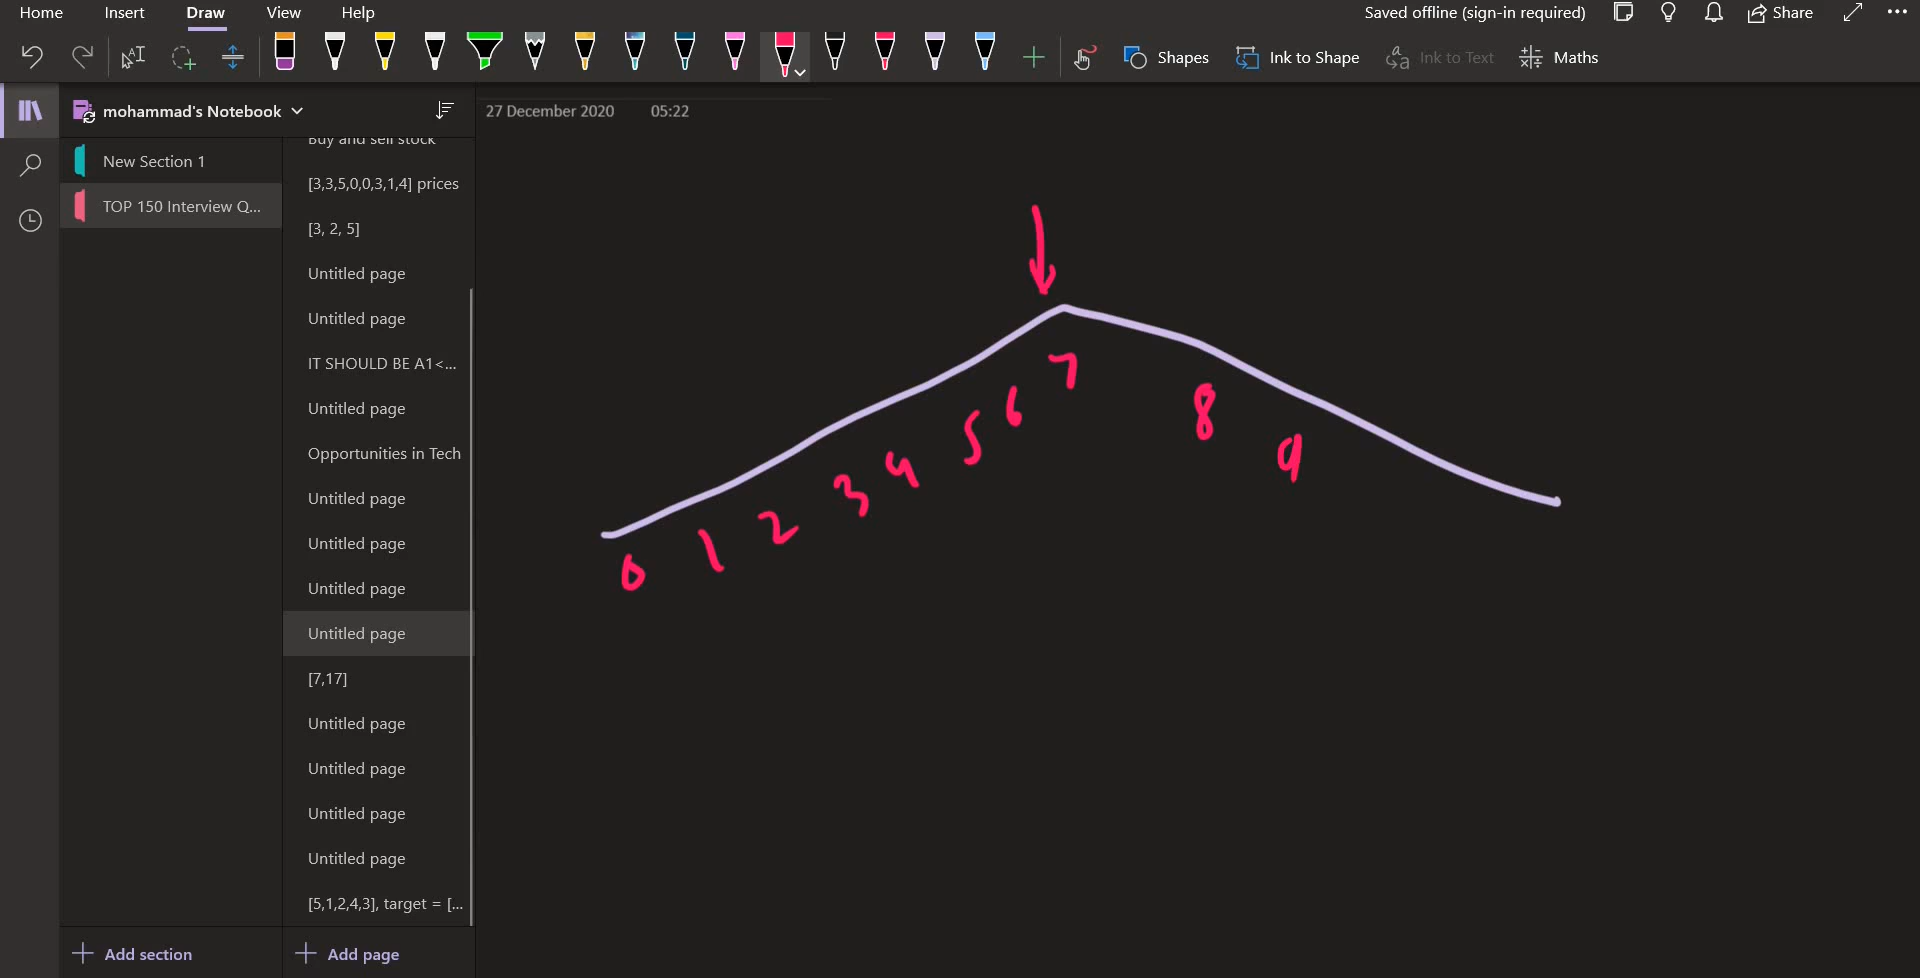 Home Insert Draw View Help Saved offline (sign-in required) Share
Shapes Ink to Shape Ink to Text Maths
mohammad's Notebook
27 December 2020 05:22
New Section 1
TOP 150 Interview Q...
Buy and sell stock
[3,3,5,0,0,3,1,4] prices
[3, 2, 5]
Untitled page
Untitled page
IT SHOULD BE A1<...
Untitled page
Opportunities in Tech
Untitled page
Untitled page
Untitled page
Untitled page
[7,17]
Untitled page
Untitled page
Untitled page
Untitled page
[5,1,2,4,3], target = [...
Add section
Add page
0 1 2 3 4 5 6 7 8 9